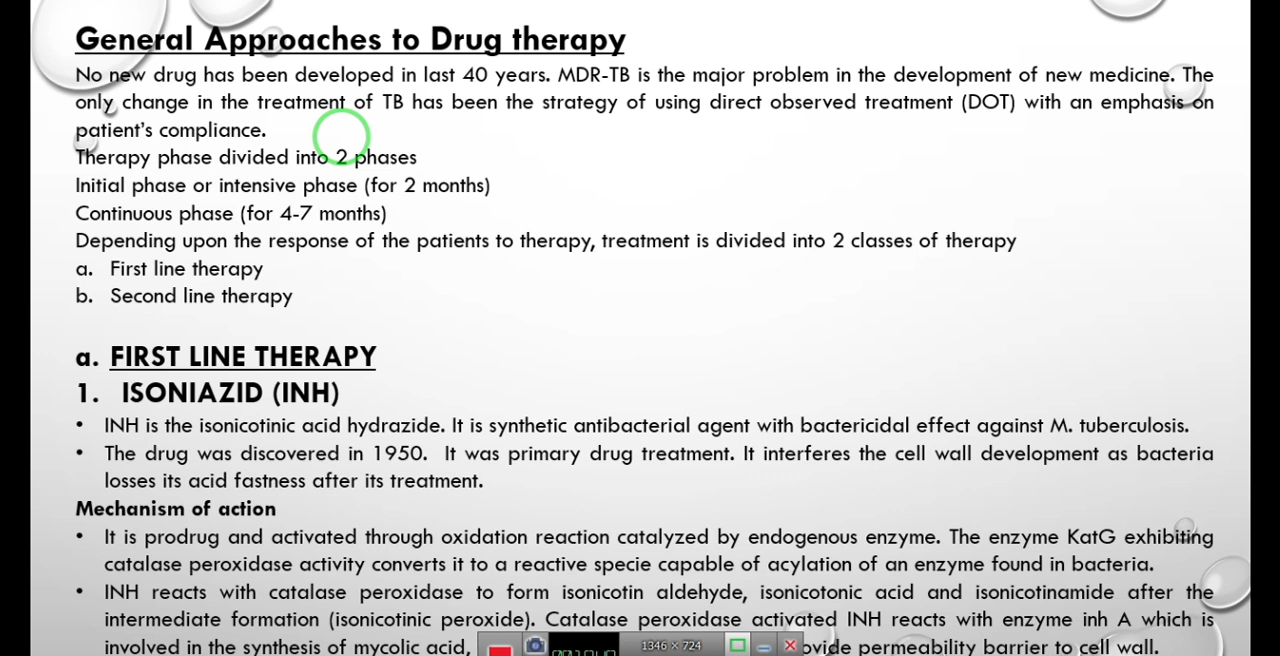 General Approaches to Drug therapy
No new drug has been developed in last 40 years. MDR-TB is the major problem in the development of new medicine. The
only change in the treatment of TB has been the strategy of using direct observed treatment (DOT) with an emphasis on
patient's compliance.
Therapy phase divided into 2 phases
Initial phase or intensive phase (for 2 months)
Continuous phase (for 4-7 months)
Depending upon the response of the patients to therapy, treatment is divided into 2 classes of therapy
a. First line therapy
b. Second line therapy
a. FIRST LINE THERAPY
1. ISONIAZID (INH)
• INH is the isonicotinic acid hydrazide. It is synthetic antibacterial agent with bactericidal effect against M. tuberculosis.
• The drug was discovered in 1950. It was primary drug treatment. It interferes the cell wall development as bacteria
losses its acid fastness after its treatment.
Mechanism of action
• It is prodrug and activated through oxidation reaction catalyzed by endogenous enzyme. The enzyme KatG exhibiting
catalase peroxidase activity converts it to a reactive specie capable of acylation of an enzyme found in bacteria.
• INH reacts with catalase peroxidase to form isonicotin aldehyde, isonicotonic acid and isonicotinamide after the
intermediate formation (isonicotinic peroxide). Catalase peroxidase activated INH reacts with enzyme inh A which is
involved in the synthesis of mycolic acid, permeability barrier to cell wall.
1346 × 724